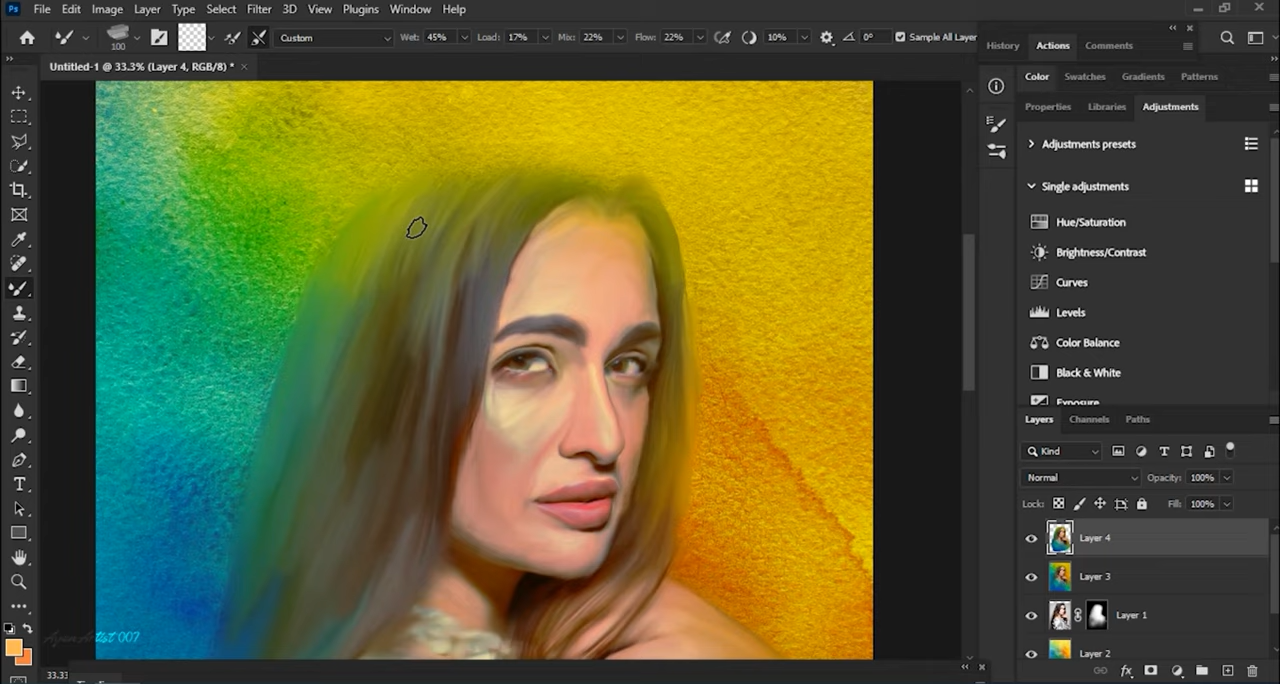 Ps File Edit Image Layer Type Select Filter 3D View Plugins Window Help
100 Custom Wet: 45% Load: 17% Mix: 22% Flow: 22% 10% 0° Sample All Layer
Untitled-1 @ 33.3% (Layer 4, RGB/8) * ×
History Actions Comments
Color Swatches Gradients Patterns
Properties Libraries Adjustments
Adjustments presets
Single adjustments
Hue/Saturation
Brightness/Contrast
Curves
Levels
Color Balance
Black & White
Exposure
Layers Channels Paths
Kind
Normal Opacity: 100%
Lock: Fill: 100%
Layer 4
Layer 3
Layer 1
Layer 2
Artist 007
33.33